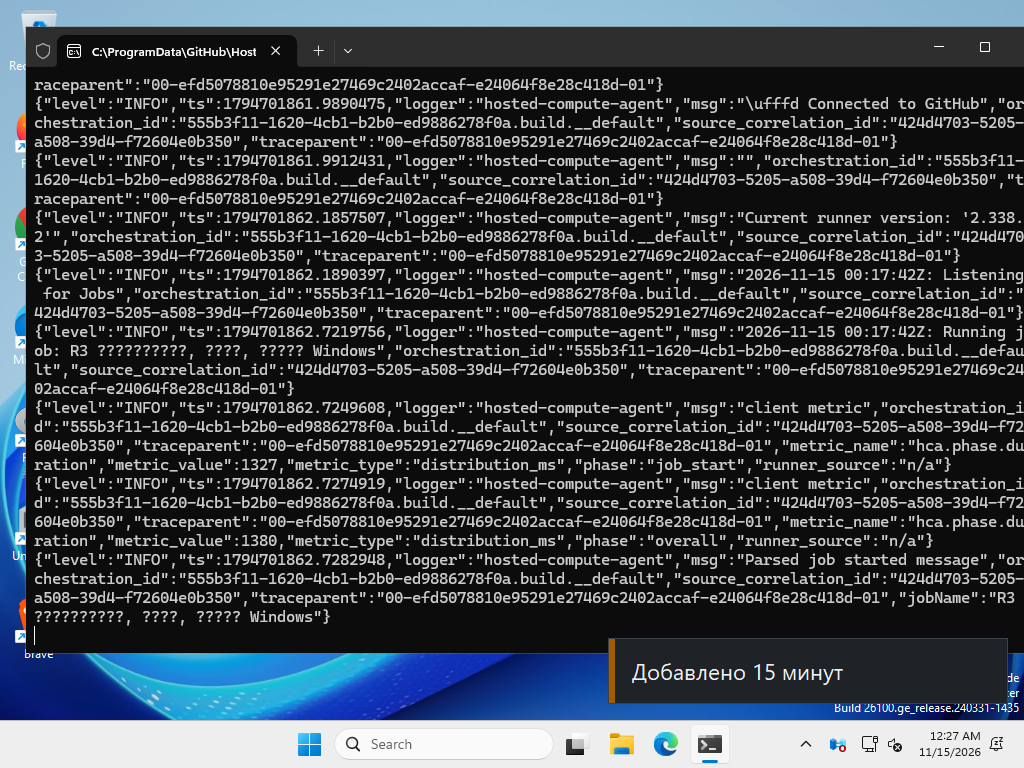 C:\ProgramData\GitHub\Host
raceparent":"00-efd5078810e95291e27469c2402accaf-e24064f8e28c418d-01"}
{"level":"INFO","ts":1794701861.9890475,"logger":"hosted-compute-agent","msg":"\ufffd Connected to GitHub","or
chestration_id":"555b3f11-1620-4cb1-b2b0-ed9886278f0a.build.__default","source_correlation_id":"424d4703-5205-
a508-39d4-f72604e0b350","traceparent":"00-efd5078810e95291e27469c2402accaf-e24064f8e28c418d-01"}
{"level":"INFO","ts":1794701861.9912431,"logger":"hosted-compute-agent","msg":"","orchestration_id":"555b3f11-
1620-4cb1-b2b0-ed9886278f0a.build.__default","source_correlation_id":"424d4703-5205-a508-39d4-f72604e0b350","t
raceparent":"00-efd5078810e95291e27469c2402accaf-e24064f8e28c418d-01"}
{"level":"INFO","ts":1794701862.1857507,"logger":"hosted-compute-agent","msg":"Current runner version: '2.338.
2'","orchestration_id":"555b3f11-1620-4cb1-b2b0-ed9886278f0a.build.__default","source_correlation_id":"424d470
3-5205-a508-39d4-f72604e0b350","traceparent":"00-efd5078810e95291e27469c2402accaf-e24064f8e28c418d-01"}
{"level":"INFO","ts":1794701862.1890397,"logger":"hosted-compute-agent","msg":"2026-11-15 00:17:42Z: Listening
for Jobs","orchestration_id":"555b3f11-1620-4cb1-b2b0-ed9886278f0a.build.__default","source_correlation_id":"
424d4703-5205-a508-39d4-f72604e0b350","traceparent":"00-efd5078810e95291e27469c2402accaf-e24064f8e28c418d-01"}
{"level":"INFO","ts":1794701862.7219756,"logger":"hosted-compute-agent","msg":"2026-11-15 00:17:42Z: Running j
ob: R3 ??????????, ????, ????? Windows","orchestration_id":"555b3f11-1620-4cb1-b2b0-ed9886278f0a.build.__defau
lt","source_correlation_id":"424d4703-5205-a508-39d4-f72604e0b350","traceparent":"00-efd5078810e95291e27469c24
02accaf-e24064f8e28c418d-01"}
{"level":"INFO","ts":1794701862.7249608,"logger":"hosted-compute-agent","msg":"client metric","orchestration_i
d":"555b3f11-1620-4cb1-b2b0-ed9886278f0a.build.__default","source_correlation_id":"424d4703-5205-a508-39d4-f72
604e0b350","traceparent":"00-efd5078810e95291e27469c2402accaf-e24064f8e28c418d-01","metric_name":"hca.phase.du
ration","metric_value":1327,"metric_type":"distribution_ms","phase":"job_start","runner_source":"n/a"}
{"level":"INFO","ts":1794701862.7274919,"logger":"hosted-compute-agent","msg":"client metric","orchestration_i
d":"555b3f11-1620-4cb1-b2b0-ed9886278f0a.build.__default","source_correlation_id":"424d4703-5205-a508-39d4-f72
604e0b350","traceparent":"00-efd5078810e95291e27469c2402accaf-e24064f8e28c418d-01","metric_name":"hca.phase.du
ration","metric_value":1380,"metric_type":"distribution_ms","phase":"overall","runner_source":"n/a"}
{"level":"INFO","ts":1794701862.7282948,"logger":"hosted-compute-agent","msg":"Parsed job started message","or
chestration_id":"555b3f11-1620-4cb1-b2b0-ed9886278f0a.build.__default","source_correlation_id":"424d4703-5205-
a508-39d4-f72604e0b350","traceparent":"00-efd5078810e95291e27469c2402accaf-e24064f8e28c418d-01","jobName":"R3
??????????, ????, ????? Windows"}
Brave
Добавлено 15 минут
Build 26100.ge_release.240331-1435
Search
12:27 AM
11/15/2026